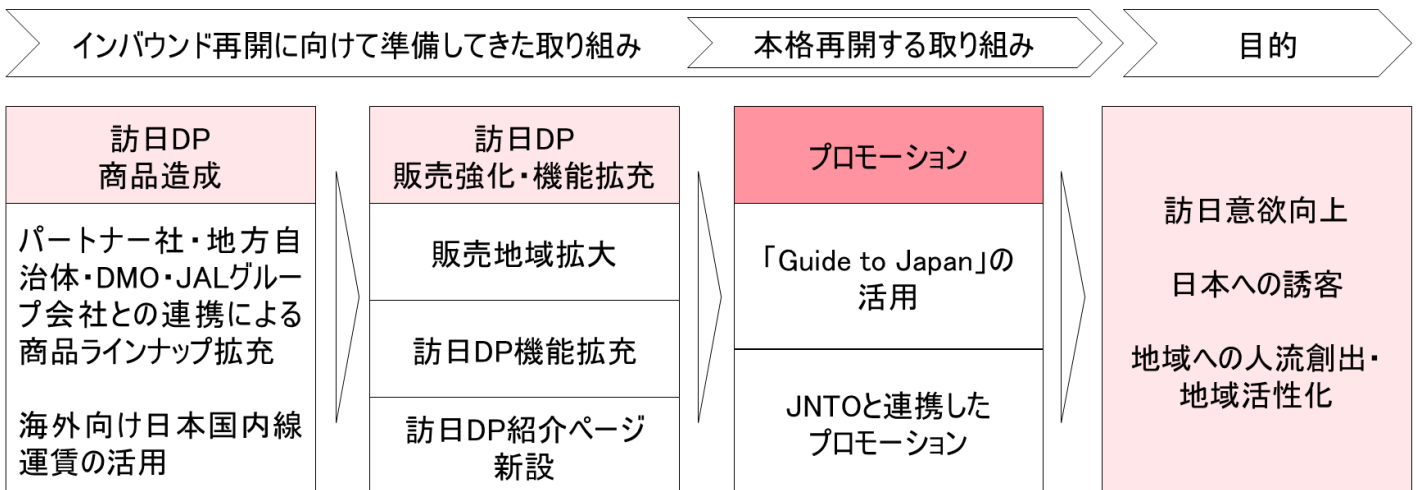 インバウンド再開に向けて準備してきた取り組み
本格再開する取り組み
目的
訪日DP
商品造成
パートナー社・地方自
治体・DMO・JALグルー
プ会社との連携による
商品ラインナップ拡充
海外向け日本国内線
運賃の活用
訪日DP
販売強化・機能拡充
販売地域拡大
訪日DP機能拡充
訪日DP紹介ページ
新設
プロモーション
「Guide to Japan」の
活用
JNTOと連携した
プロモーション
訪日意欲向上
日本への誘客
地域への人流創出・
地域活性化